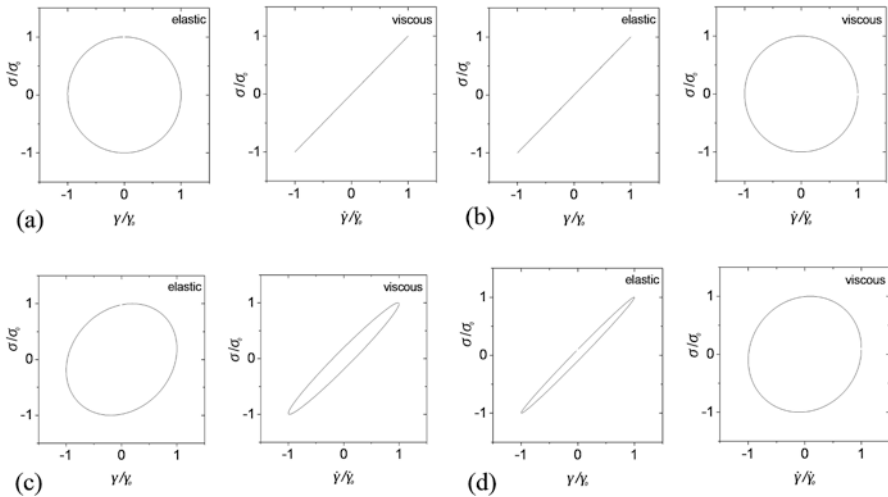 elastic viscous elastic viscous
1 1 1 1
σ/σ₀ σ/σ₀ σ/σ₀ σ/σ₀
0 0 0 0
-1 -1 -1 -1
-1 0 1 -1 0 1 -1 0 1 -1 0 1
(a) γ/γ₀ γ̇/γ̇₀ (b) γ/γ₀ γ̇/γ̇₀
elastic viscous elastic viscous
1 1 1 1
σ/σ₀ σ/σ₀ σ/σ₀ σ/σ₀
0 0 0 0
-1 -1 -1 -1
-1 0 1 -1 0 1 -1 0 1 -1 0 1
(c) γ/γ₀ γ̇/γ̇₀ (d) γ/γ₀ γ̇/γ̇₀